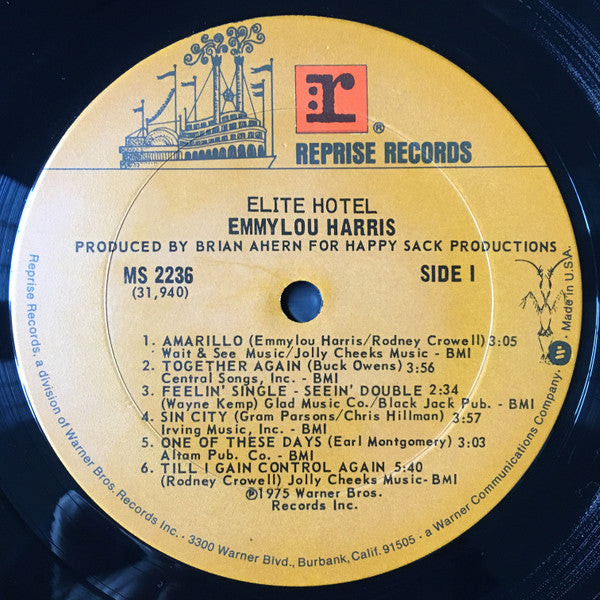 :r
®
REPRISE RECORDS
ELITE HOTEL
EMMYLOU HARRIS
PRODUCED BY BRIAN AHERN FOR HAPPY SACK PRODUCTIONS
MS 2236
(31,940)
SIDE 1
1. AMARILLO (Emmylou Harris/Rodney Crowell) 3:05
Wait & See Music/Jolly Cheeks Music - BMI
2. TOGETHER AGAIN (Buck Owens) 3:56
Central Songs, Inc. - BMI
3. FEELIN' SINGLE - SEEIN' DOUBLE 2:34
(Wayne Kemp) Glad Music Co./Black Jack Pub. - BMI
4. SIN CITY (Gram Parsons/Chris Hillman) 3:57
Irving Music, Inc. - BMI
5. ONE OF THESE DAYS (Earl Montgomery) 3:03
Altam Pub. Co. - BMI
6. TILL I GAIN CONTROL AGAIN 5:40
(Rodney Crowell) Jolly Cheeks Music-BMI
℗1975 Warner Bros.
Records Inc.
Reprise Records, a division of Warner Bros. Records Inc. · 3300 Warner Blvd., Burbank, Calif. 91505 · a Warner Communications Company · Made in U.S.A.